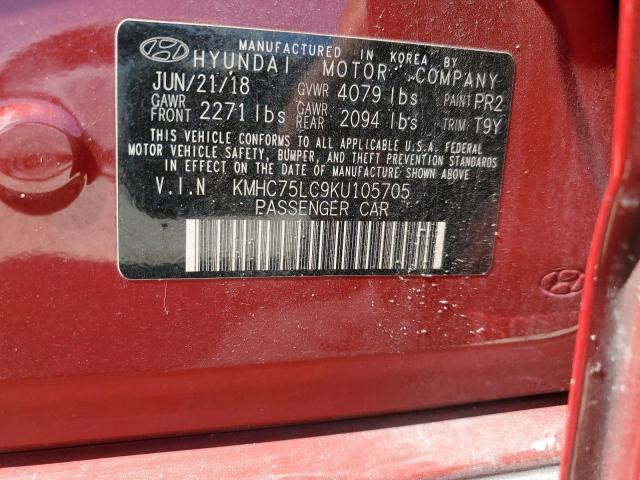 MANUFACTURED IN KOREA BY
HYUNDAI MOTOR COMPANY
JUN/21/18 GVWR 4079 lbs PAINT PR2
GAWR FRONT 2271 lbs GAWR REAR 2094 lbs TRIM T9Y
THIS VEHICLE CONFORMS TO ALL APPLICABLE U.S.A. FEDERAL
MOTOR VEHICLE SAFETY, BUMPER, AND THEFT PREVENTION STANDARDS
IN EFFECT ON THE DATE OF MANUFACTURE SHOWN ABOVE.
V.I.N KMHC75LC9KU105705
PASSENGER CAR